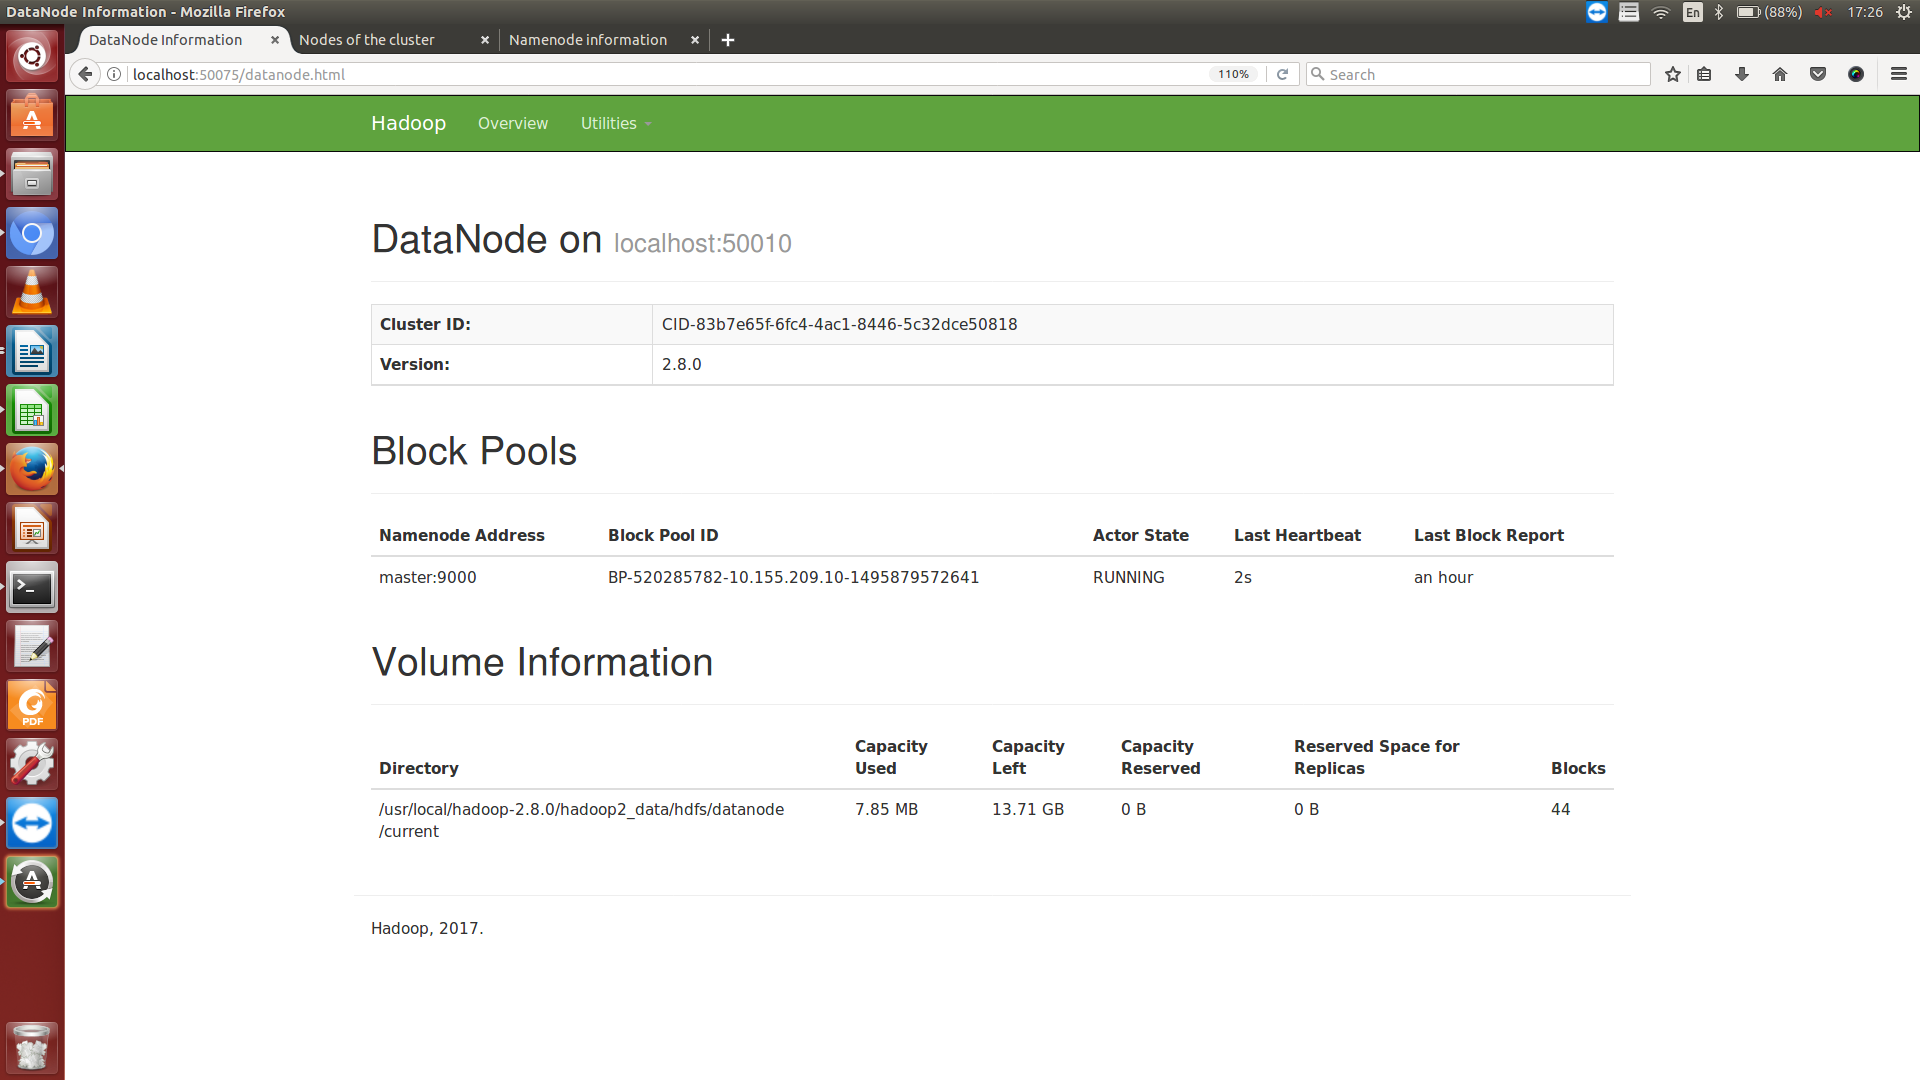 DataNode Information - Mozilla Firefox
En
(88%)
17:26
DataNode Information
Nodes of the cluster
Namenode information
localhost:50075/datanode.html
110%
Search
Hadoop
Overview
Utilities
DataNode on localhost:50010
Cluster ID: CID-83b7e65f-6fc4-4ac1-8446-5c32dce50818
Version: 2.8.0
Block Pools
Namenode Address Block Pool ID Actor State Last Heartbeat Last Block Report
master:9000 BP-520285782-10.155.209.10-1495879572641 RUNNING 2s an hour
Volume Information
Directory Capacity Used Capacity Left Capacity Reserved Reserved Space for Replicas Blocks
/usr/local/hadoop-2.8.0/hadoop2_data/hdfs/datanode 7.85 MB 13.71 GB 0 B 0 B 44
/current
Hadoop, 2017.
PDF